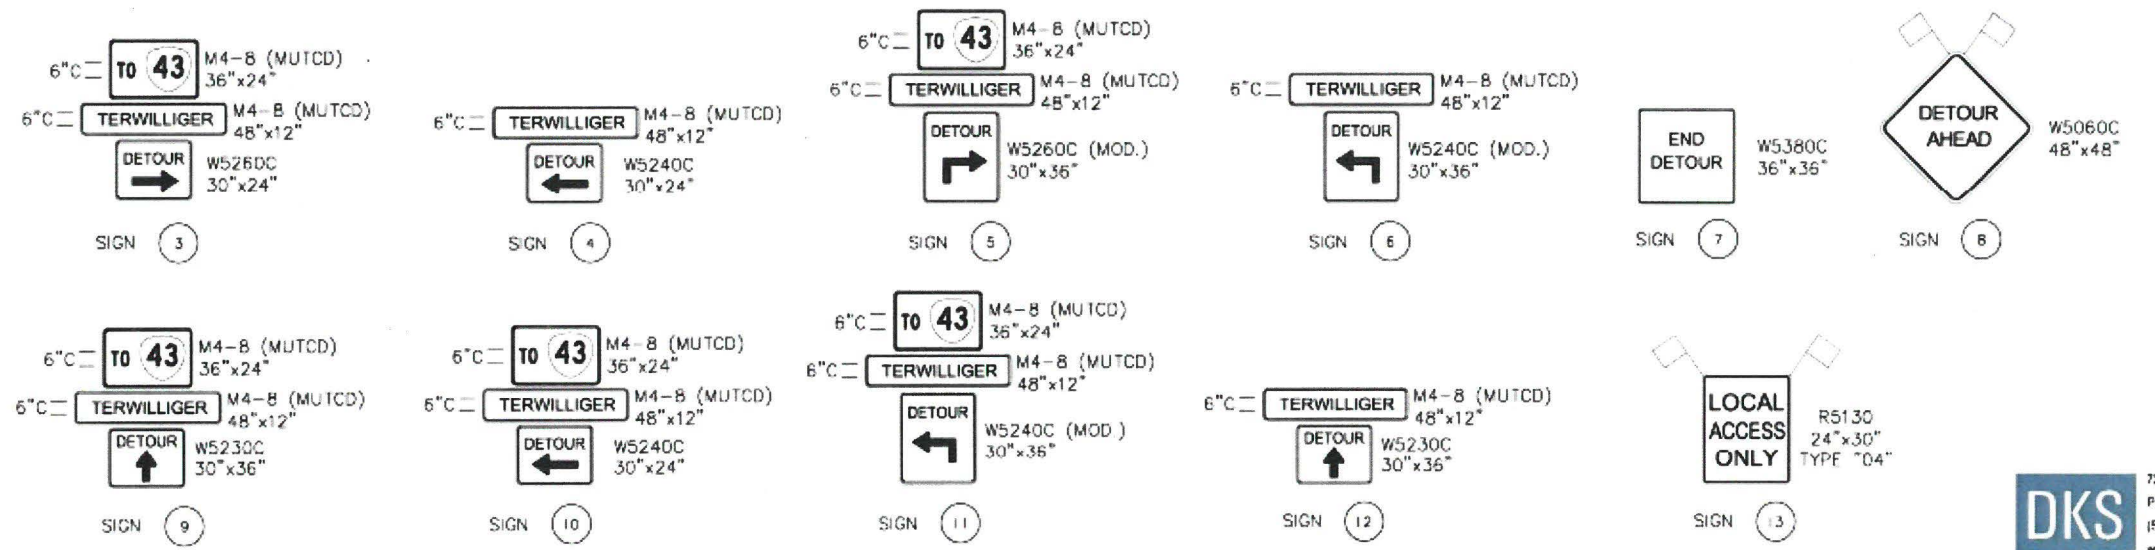 6"C TO 43 M4-8 (MUTCD)
36"x24"
6"C TERWILLIGER M4-8 (MUTCD)
48"x12"
DETOUR W5260C
30"x24"
SIGN 3
6"C TERWILLIGER M4-8 (MUTCD)
48"x12"
DETOUR W5240C
30"x24"
SIGN 4
6"C TO 43 M4-8 (MUTCD)
36"x24"
6"C TERWILLIGER M4-8 (MUTCD)
48"x12"
DETOUR
W5260C (MOD.)
30"x36"
SIGN 5
6"C TERWILLIGER M4-8 (MUTCD)
48"x12"
DETOUR
W5240C (MOD.)
30"x36"
SIGN 6
END
DETOUR
W5380C
36"x36"
SIGN 7
DETOUR
AHEAD
W5060C
48"x48"
SIGN 8
6"C TO 43 M4-8 (MUTCD)
36"x24"
6"C TERWILLIGER M4-8 (MUTCD)
48"x12"
DETOUR W5230C
30"x36"
SIGN 9
6"C TO 43 M4-8 (MUTCD)
36"x24"
6"C TERWILLIGER M4-8 (MUTCD)
48"x12"
DETOUR W5240C
30"x24"
SIGN 10
6"C TO 43 M4-8 (MUTCD)
36"x24"
6"C TERWILLIGER M4-8 (MUTCD)
48"x12"
DETOUR
W5240C (MOD.)
30"x36"
SIGN 11
6"C TERWILLIGER M4-8 (MUTCD)
48"x12"
DETOUR W5230C
30"x36"
SIGN 12
LOCAL
ACCESS
ONLY
R5130
24"x30"
TYPE "O4"
SIGN 13
DKS